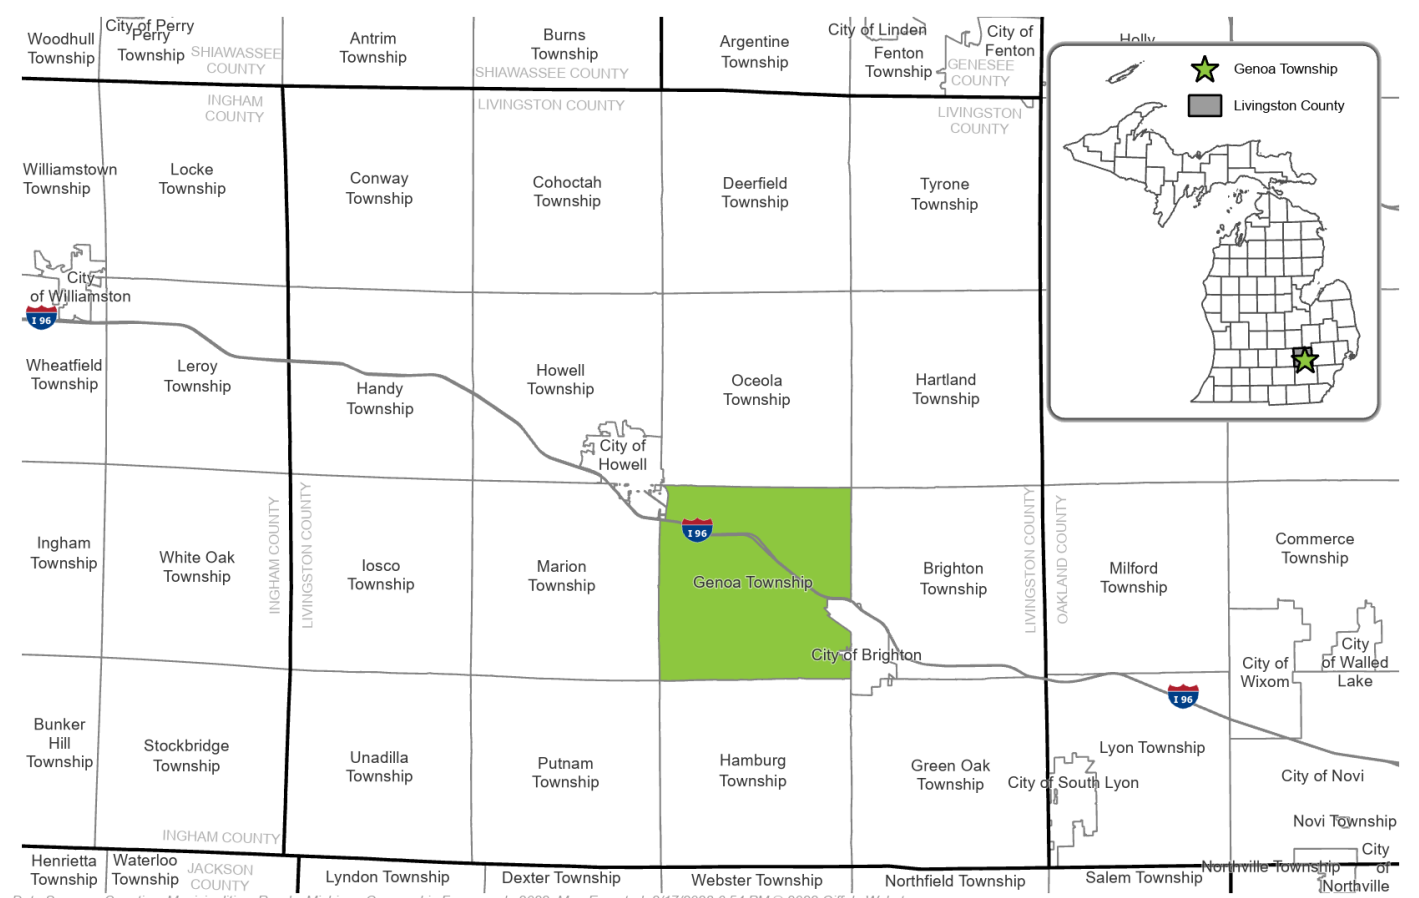 City of Perry
Woodhull
Township
Perry
Township
SHIAWASSEE
COUNTY
Antrim
Township
Burns
Township
SHIAWASSEE COUNTY
Argentine
Township
City of Linden
Fenton
Township
City of
Fenton
GENESEE
COUNTY
Holly
Genoa Township
Livingston County
INGHAM
COUNTY
LIVINGSTON COUNTY
LIVINGSTON
COUNTY
Williamstown
Township
Locke
Township
Conway
Township
Cohoctah
Township
Deerfield
Township
Tyrone
Township
City
of Williamston
I 96
Wheatfield
Township
Leroy
Township
Handy
Township
Howell
Township
Oceola
Township
Hartland
Township
City of
Howell
I 96
Ingham
Township
White Oak
Township
INGHAM COUNTY
LIVINGSTON COUNTY
Iosco
Township
Marion
Township
Genoa Township
Brighton
Township
LIVINGSTON COUNTY
OAKLAND COUNTY
Milford
Township
Commerce
Township
City of Brighton
City of
Wixom
City
of Walled
Lake
I 96
Bunker
Hill
Township
Stockbridge
Township
Unadilla
Township
Putnam
Township
Hamburg
Township
Green Oak
Township
Lyon Township
City of South Lyon
City of Novi
Novi Township
INGHAM COUNTY
Henrietta
Township
Waterloo
Township
JACKSON
COUNTY
Lyndon Township
Dexter Township
Webster Township
Northfield Township
Salem Township
Northville Township
City
of
Northville